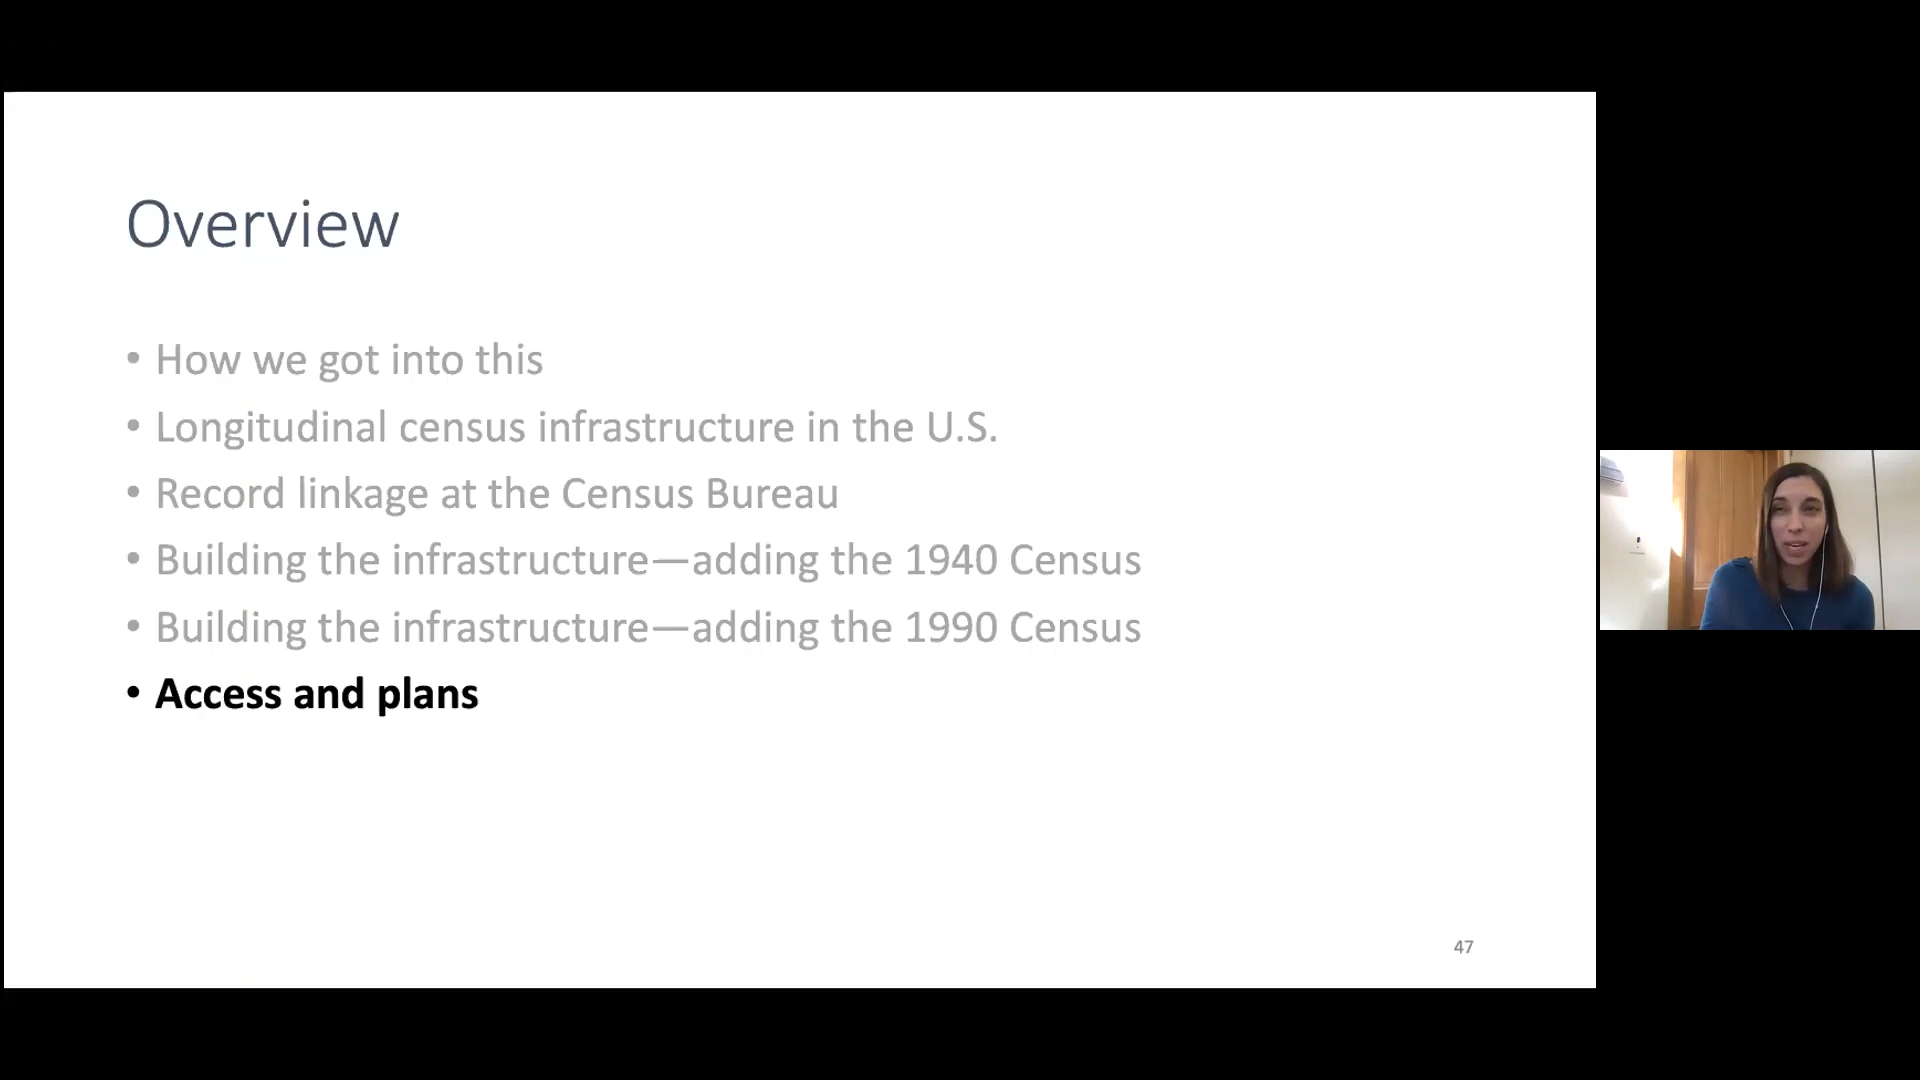 Overview
• How we got into this
• Longitudinal census infrastructure in the U.S.
• Record linkage at the Census Bureau
• Building the infrastructure—adding the 1940 Census
• Building the infrastructure—adding the 1990 Census
• Access and plans
47